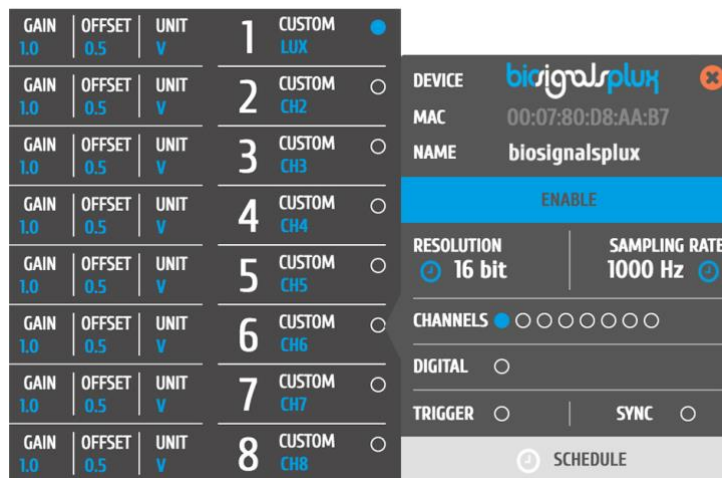 GAIN OFFSET UNIT 1 CUSTOM
1.0 0.5 V LUX
GAIN OFFSET UNIT 2 CUSTOM
1.0 0.5 V CH2
GAIN OFFSET UNIT 3 CUSTOM
1.0 0.5 V CH3
GAIN OFFSET UNIT 4 CUSTOM
1.0 0.5 V CH4
GAIN OFFSET UNIT 5 CUSTOM
1.0 0.5 V CH5
GAIN OFFSET UNIT 6 CUSTOM
1.0 0.5 V CH6
GAIN OFFSET UNIT 7 CUSTOM
1.0 0.5 V CH7
GAIN OFFSET UNIT 8 CUSTOM
1.0 0.5 V CH8
DEVICE biosignalsplux
MAC 00:07:80:D8:AA:B7
NAME biosignalsplux
ENABLE
RESOLUTION SAMPLING RATE
16 bit 1000 Hz
CHANNELS
DIGITAL
TRIGGER SYNC
SCHEDULE